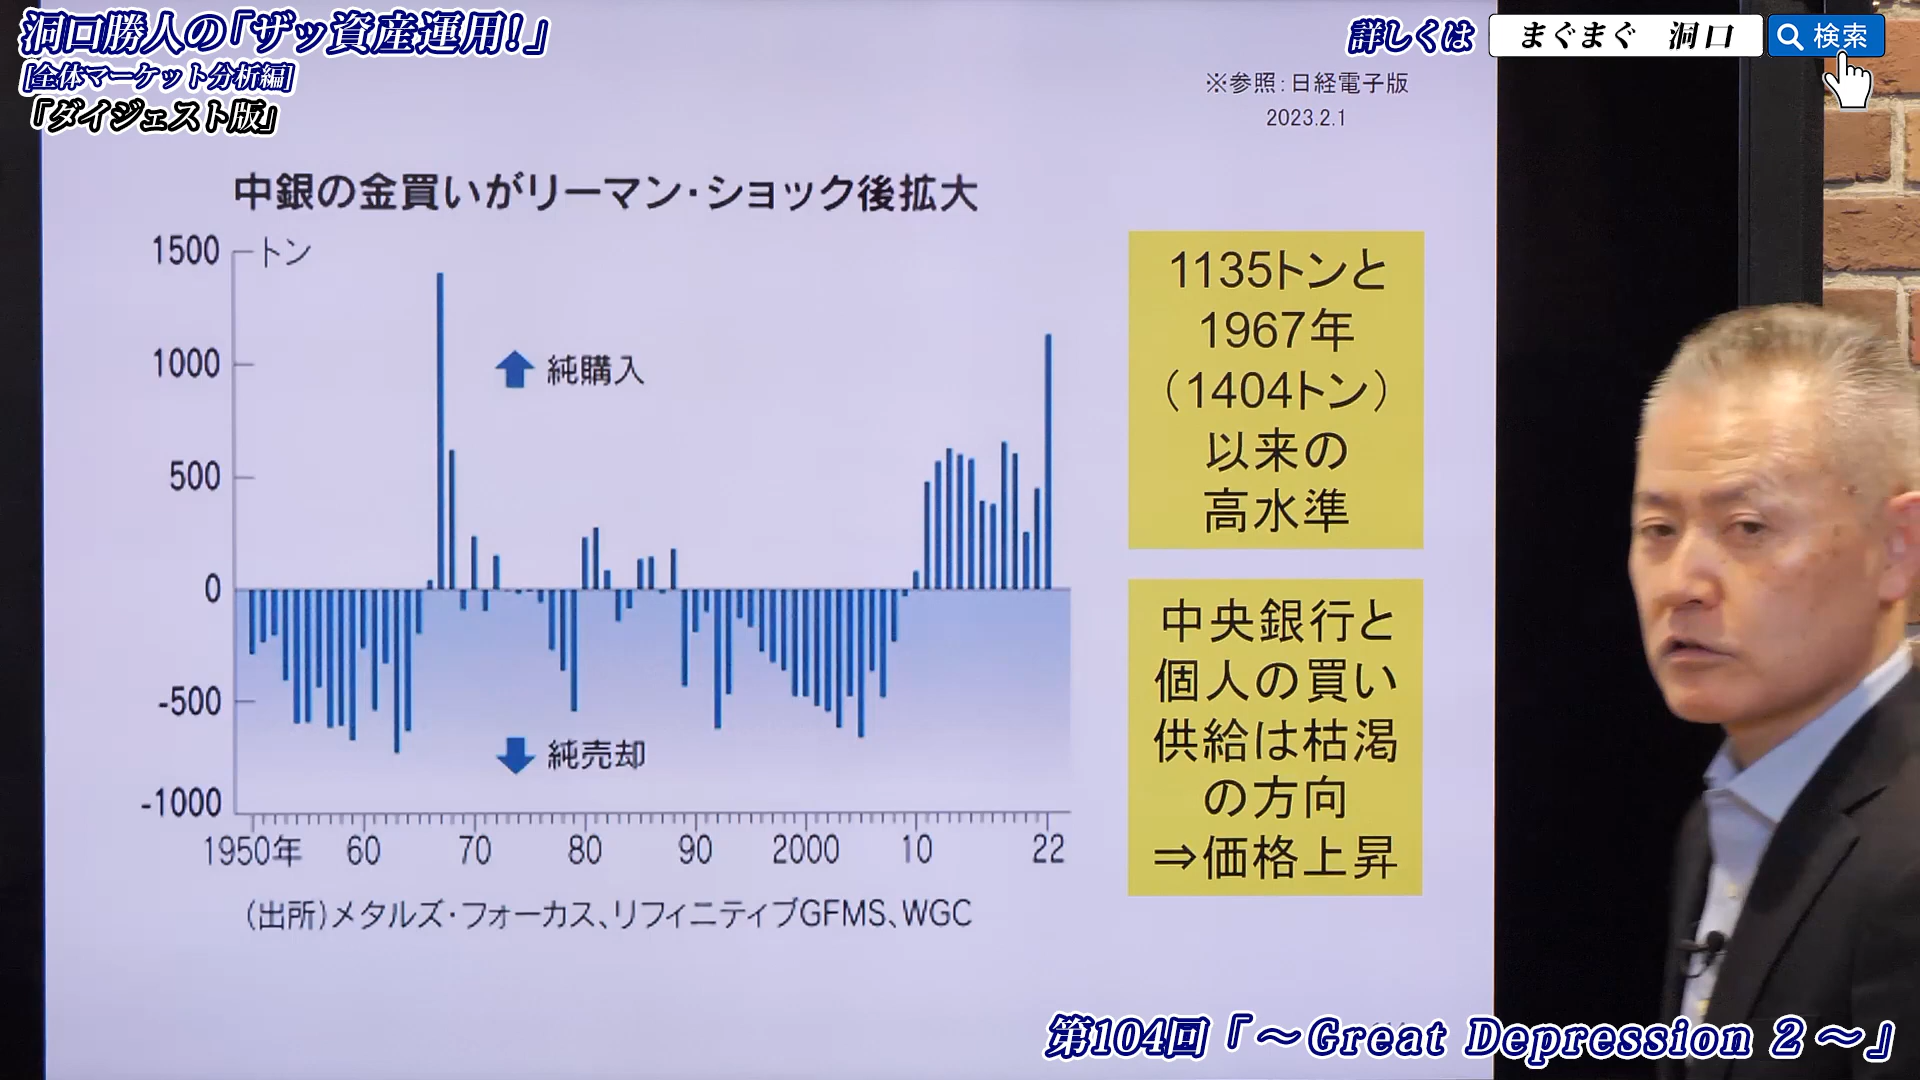 洞口勝人の「ザッ資産運用!」
[全体マーケット分析編]
「ダイジェスト版」
詳しくは
まぐまぐ 洞口
検索
※参照:日経電子版
2023.2.1
中銀の金買いがリーマン・ショック後拡大
1500
トン
1000
500
0
-500
-1000
純購入
純売却
1950年 60 70 80 90 2000 10 22
(出所)メタルズ・フォーカス、リフィニティブGFMS、WGC
1135トンと
1967年
(1404トン)
以来の
高水準
中央銀行と
個人の買い
供給は枯渇
の方向
⇒価格上昇
第104回「～Great Depression 2～」